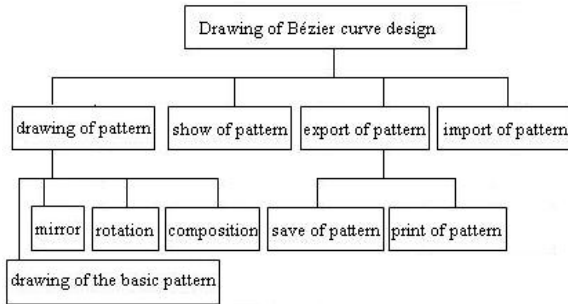 Drawing of Bézier curve design
drawing of pattern
show of pattern
export of pattern
import of pattern
mirror
rotation
composition
save of pattern
print of pattern
drawing of the basic pattern